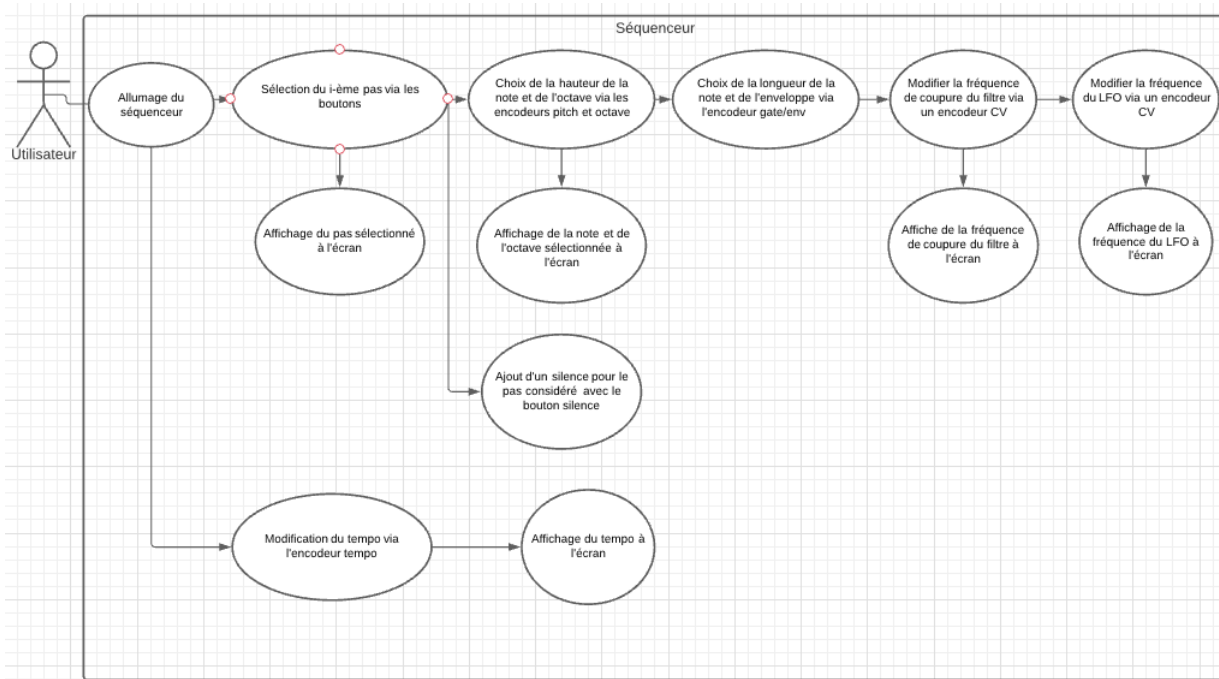 Séquenceur
Utilisateur
Allumage du
séquenceur
Sélection du i-ème pas via les
boutons
Choix de la hauteur de la
note et de l'octave via les
encodeurs pitch et octave
Choix de la longueur de la
note et de l'enveloppe via
l'encodeur gate/env
Modifier la fréquence
de coupure du filtre via
un encodeur CV
Modifier la fréquence
du LFO via un encodeur
CV
Affichage du pas sélectionné
à l'écran
Affichage de la note et de
l'octave sélectionnée à
l'écran
Affiche de la fréquence
de coupure du filtre à
l'écran
Affichage de la
fréquence du LFO à
l'écran
Ajout d'un silence pour le
pas considéré avec le
bouton silence
Modification du tempo via
l'encodeur tempo
Affichage du tempo à
l'écran